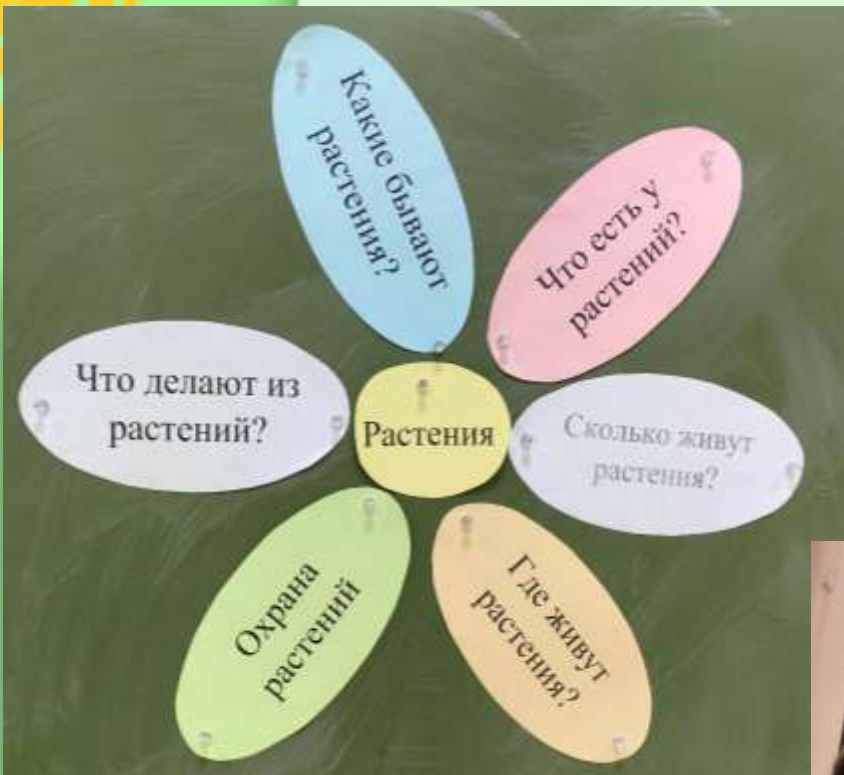 Какие бывают
растения?
Что есть у
растений?
Что делают из
растений?
Растения
Сколько живут
растения?
Охрана
растений
Где живут
растения?